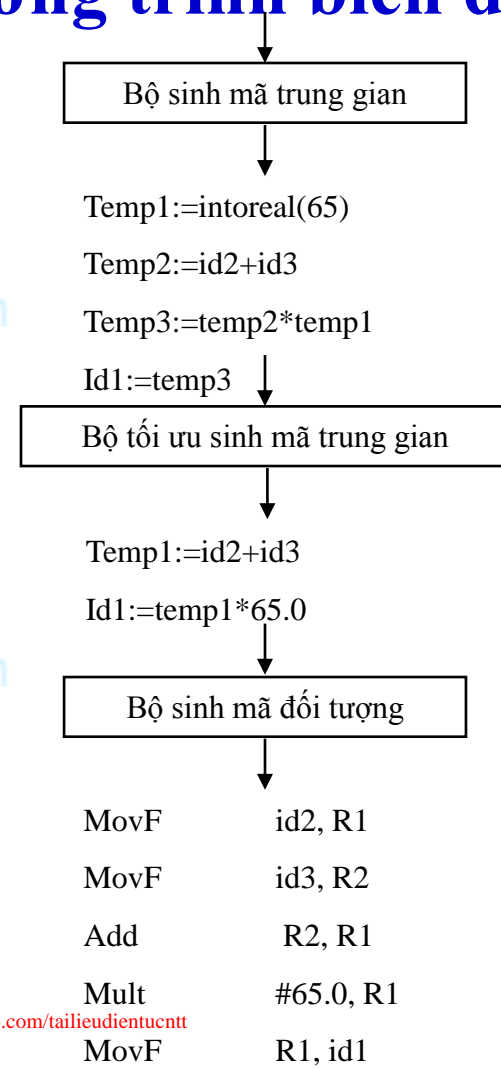 trình biên
Bộ sinh mã trung gian
Temp1:=intoreal(65)
Temp2:=id2+id3
Temp3:=temp2*temp1
Id1:=temp3
Bộ tối ưu sinh mã trung gian
Temp1:=id2+id3
Id1:=temp1*65.0
Bộ sinh mã đối tượng
MovF id2, R1
MovF id3, R2
Add R2, R1
Mult #65.0, R1
.com/tailieudientucntt
MovF R1, id1